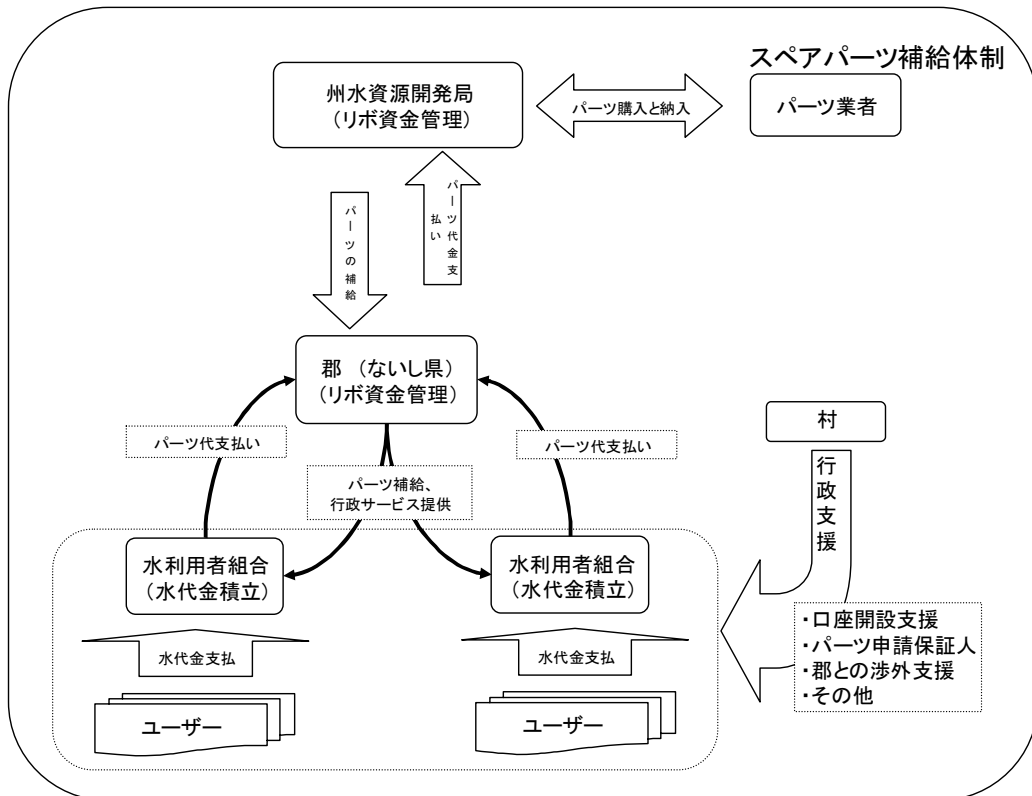 スペアパーツ補給体制
州水資源開発局
(リボ資金管理)
パーツ購入と納入
パーツ業者
パーツの補給
パーツ代金支
払い
郡 (ないし県)
(リボ資金管理)
パーツ代支払い
パーツ代支払い
パーツ補給、
行政サービス提供
村
行政支援
水利用者組合
(水代金積立)
水利用者組合
(水代金積立)
・口座開設支援
・パーツ申請保証人
・郡との渉外支援
・その他
水代金支払
水代金支払
ユーザー
ユーザー